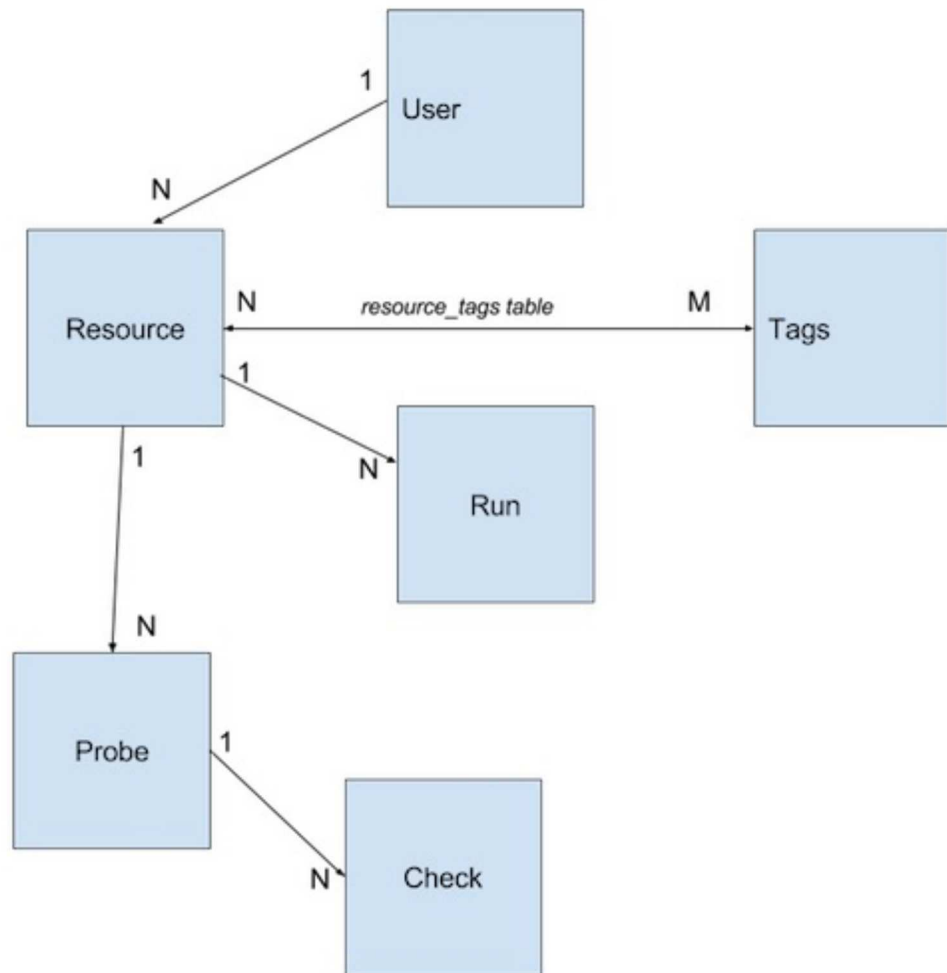 1
User
N
N
resource_tags table
M
Resource
Tags
1
1
N
Run
N
Probe
1
N
Check